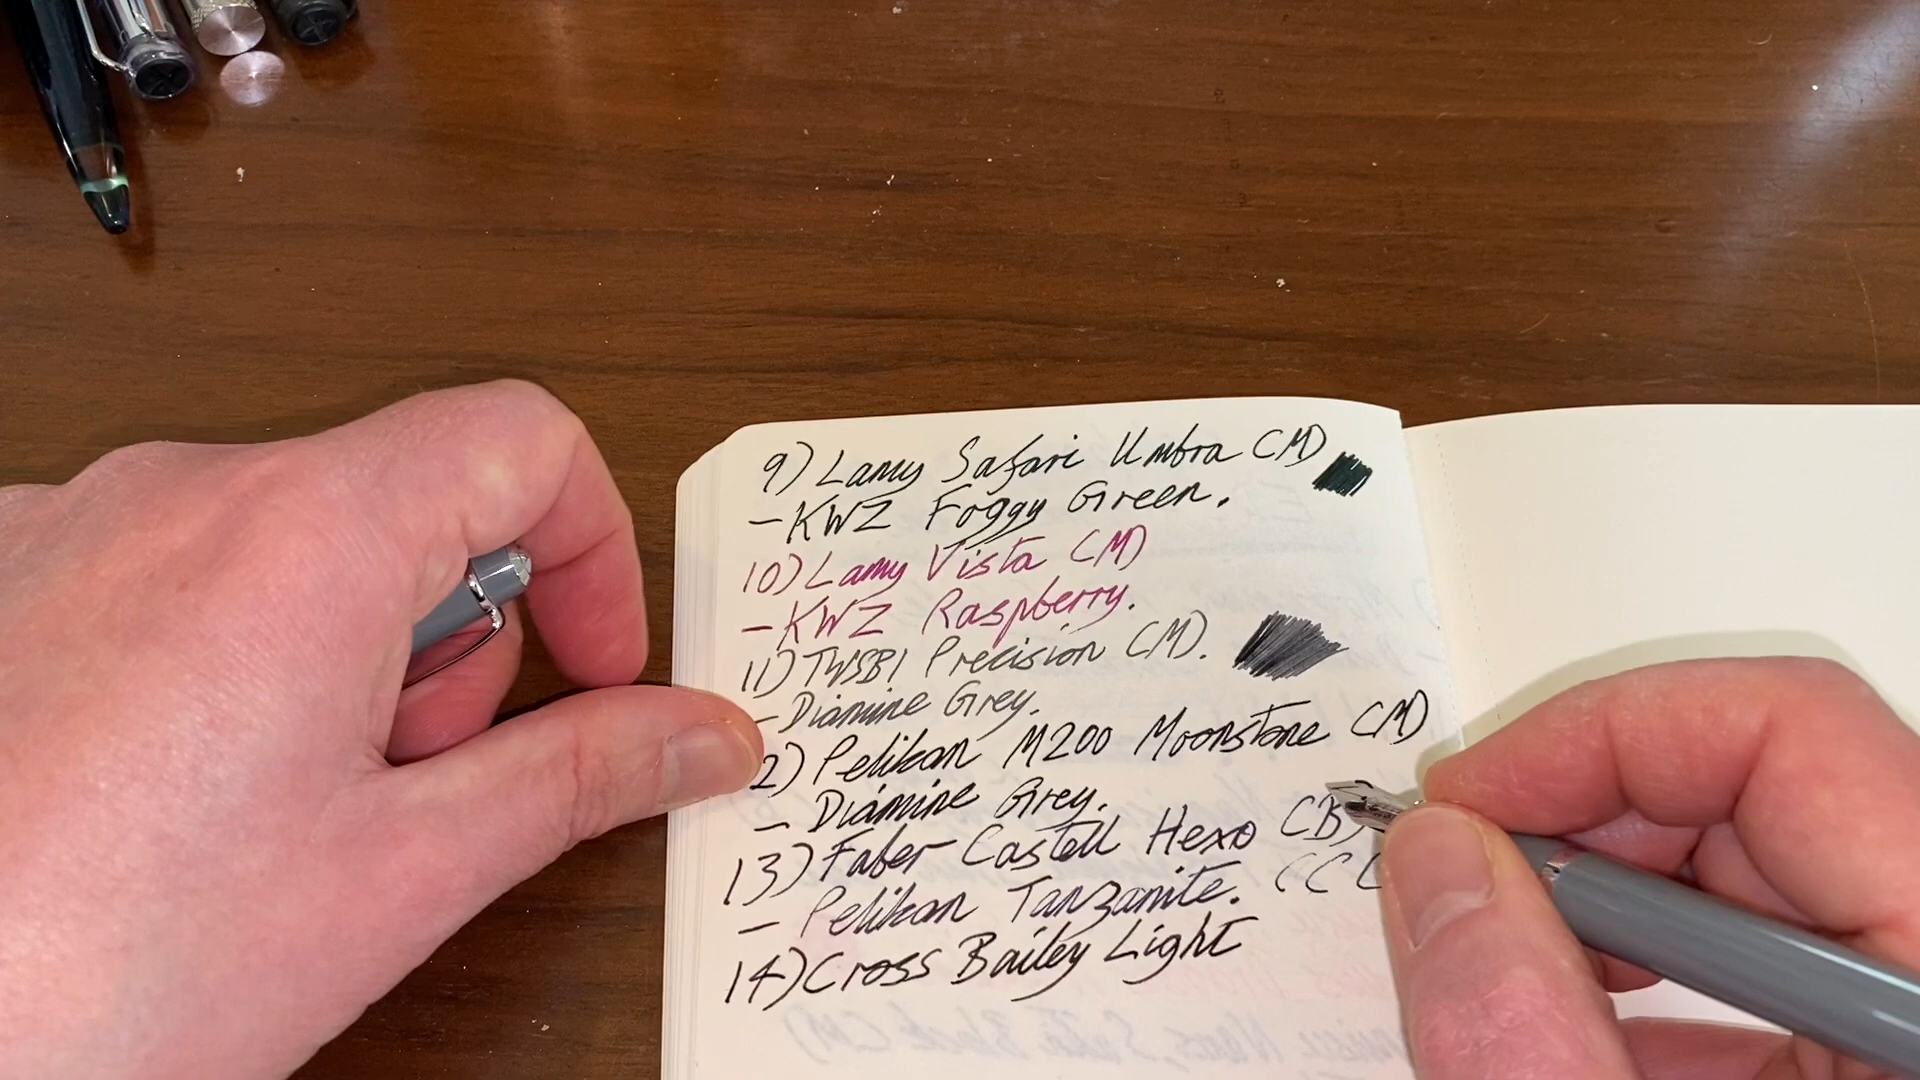 9) Lamy Safari Umbra (M)
- KWZ Foggy Green.
10) Lamy Vista (M)
- KWZ Raspberry.
11) TWSBI Precision (M).
- Diamine Grey.
2) Pelikan M200 Moonstone (M)
- Diamine Grey.
13) Faber Castell Hexo (B)
- Pelikan Tanzanite.
14) Cross Bailey Light